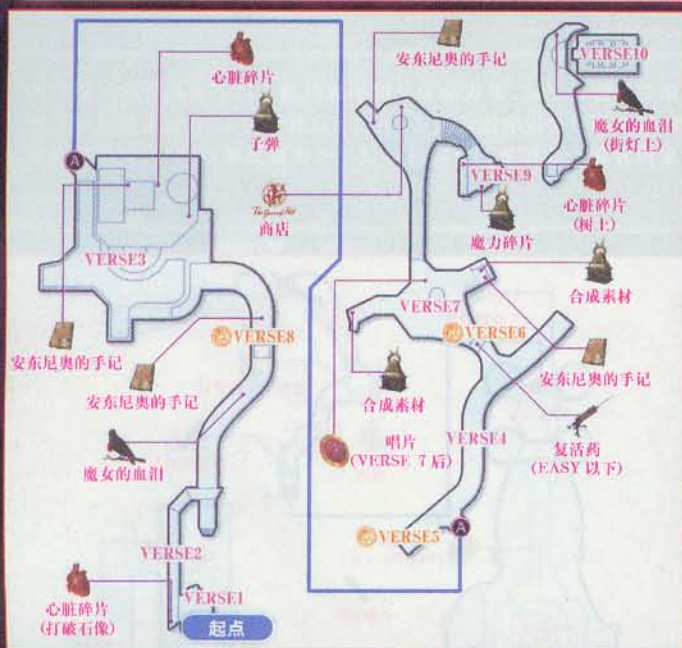 安东尼奥的手记
VERSE10
心脏碎片
魔女的血泪
(街灯上)
子弹
A
VERSE9
The Gates of Hell
商店
心脏碎片
(树上)
魔力碎片
VERSE3
合成素材
VERSE7
VERSE8
VERSE6
安东尼奥的手记
安东尼奥的手记
安东尼奥的手记
合成素材
唱片
(VERSE 7后)
VERSE4
复活药
(EASY 以下)
魔女的血泪
VERSE5
A
VERSE2
VERSE1
心脏碎片
(打破石像)
起点